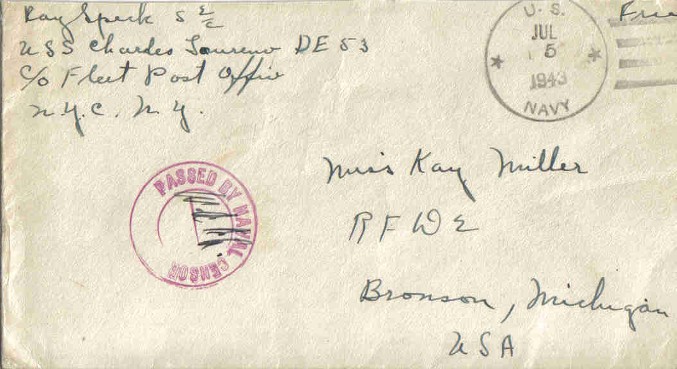 Ray Speck S 2/c
USS Charles Lawrence DE 53
c/o Fleet Post Office
N.Y.C. N.Y.
U.S.
JUL
5
1943
NAVY
Free
PASSED BY NAVAL CENSOR
Miss Kay Miller
R F D 2
Bronson, Michigan
USA